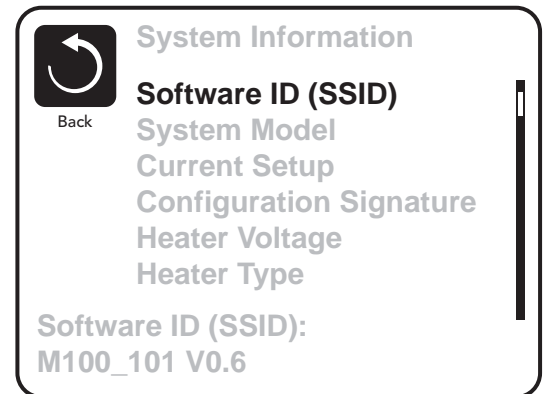 System Information
Back
Software ID (SSID)
System Model
Current Setup
Configuration Signature
Heater Voltage
Heater Type
Software ID (SSID):
M100_101 V0.6